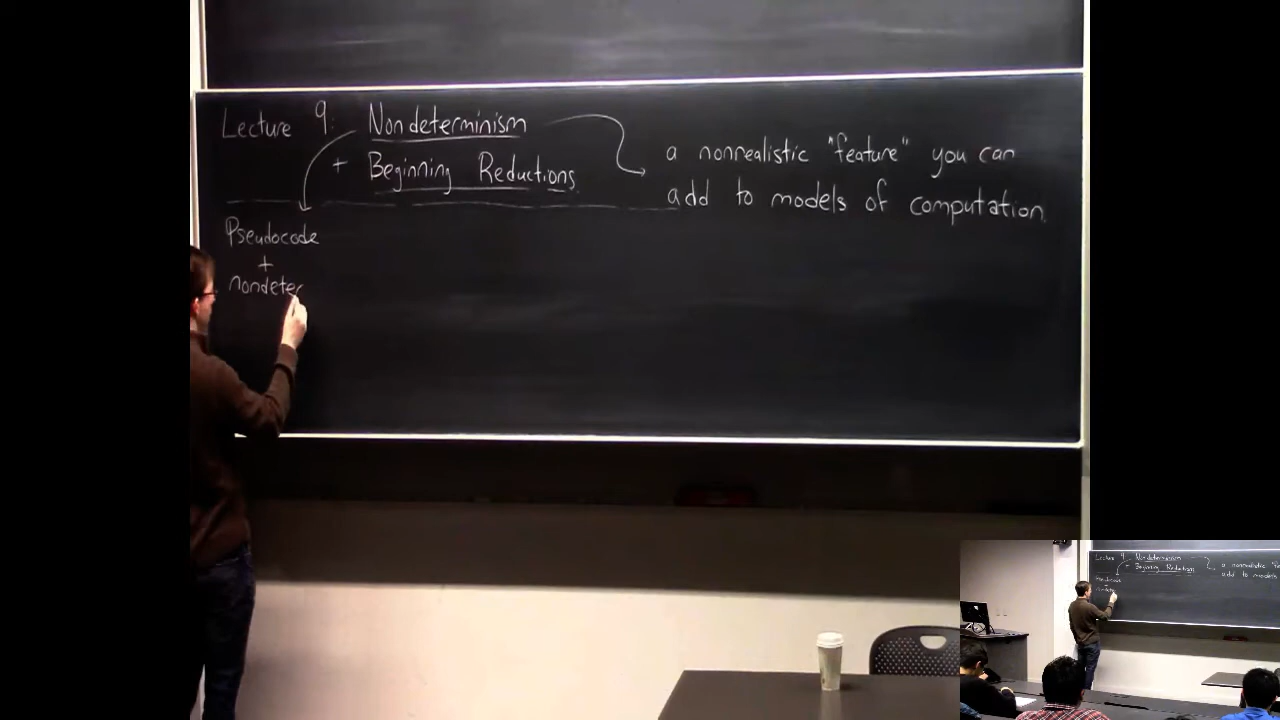 Lecture 9: Nondeterminism
+ Beginning Reductions
a nonrealistic "feature" you can
add to models of computation
Pseudocode
+
nondeter